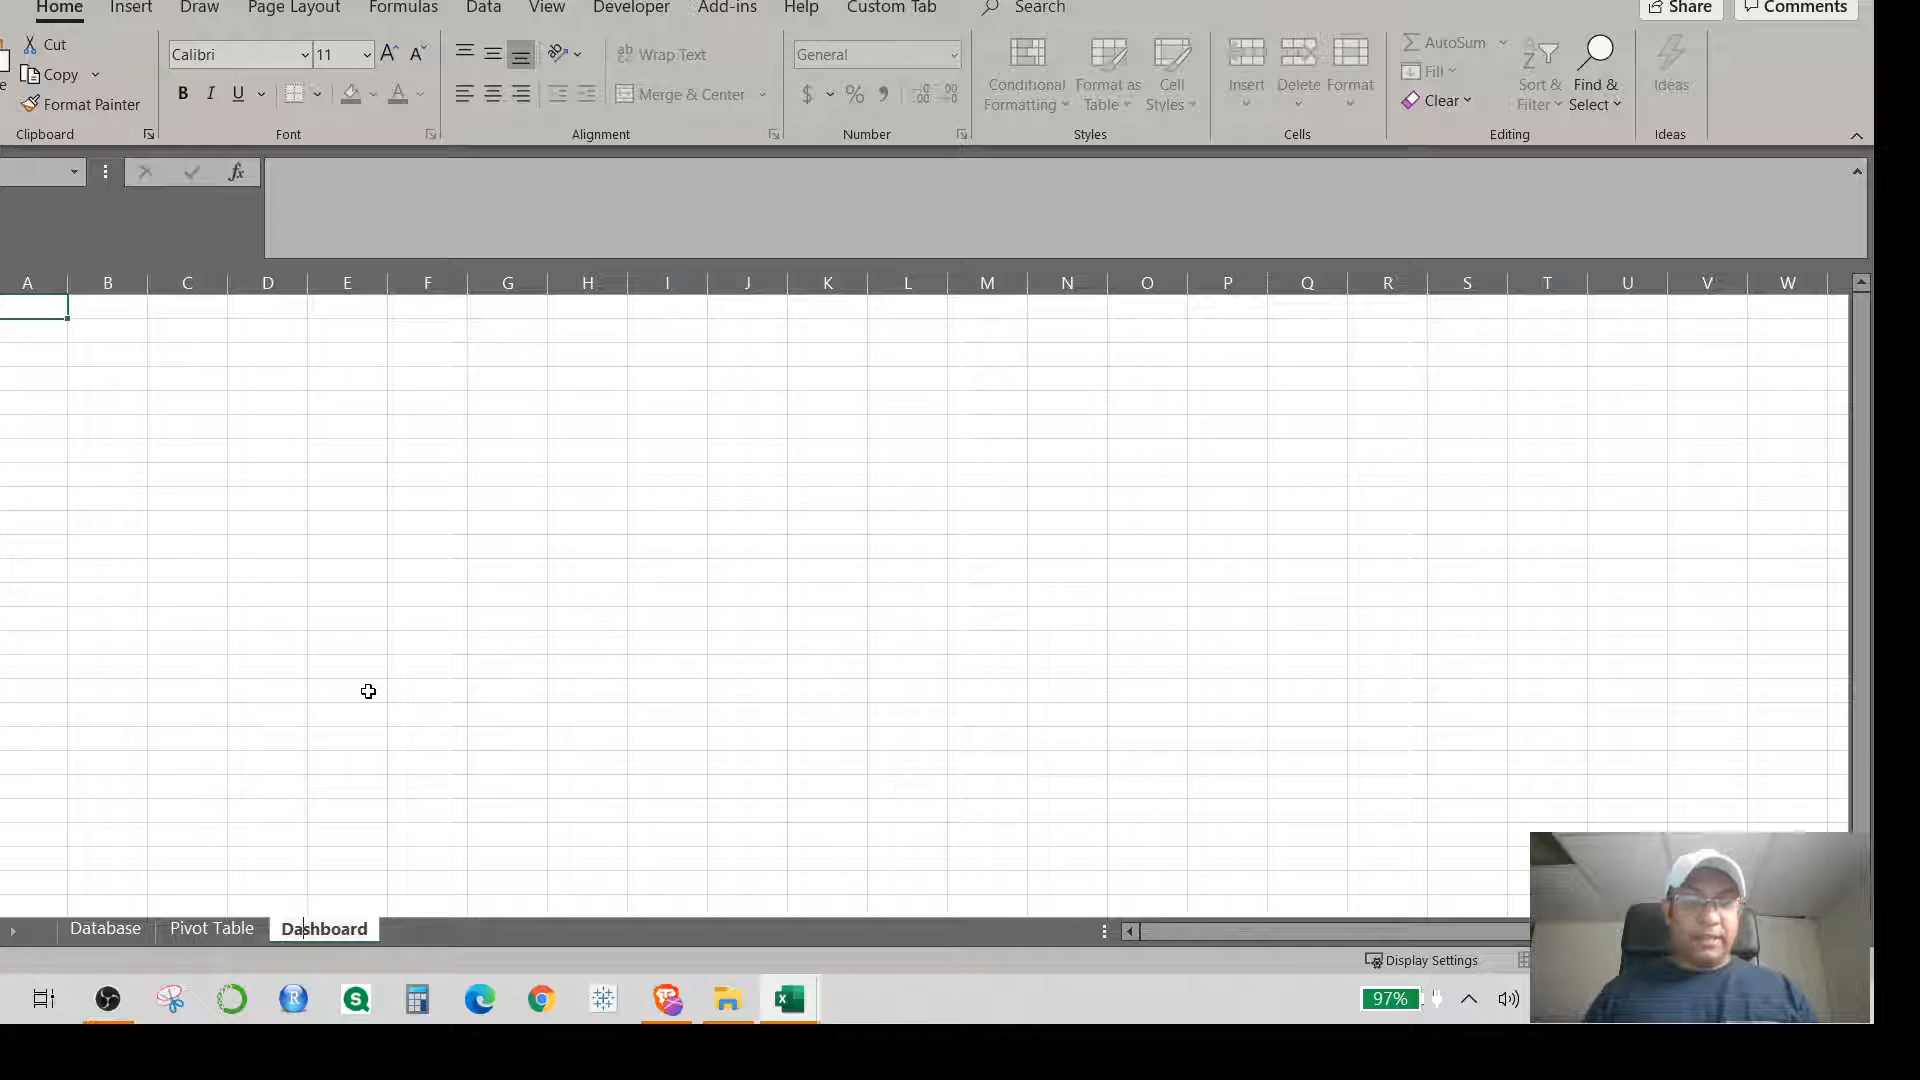 Home Insert Draw Page Layout Formulas Data View Developer Add-ins Help Custom Tab Search Share Comments
Cut
Copy
Format Painter
Clipboard
Calibri 11
B I U
Font
ab Wrap Text
Merge & Center
Alignment
General
$ % 9
Number
Conditional Formatting
Format as Table
Cell Styles
Styles
Insert Delete Format
Cells
AutoSum
Fill
Clear
Sort & Filter
Find & Select
Editing
Ideas
Ideas
fx
A B C D E F G H I J K L M N O P Q R S T U V W
Database Pivot Table Dashboard
Display Settings
R S
97%